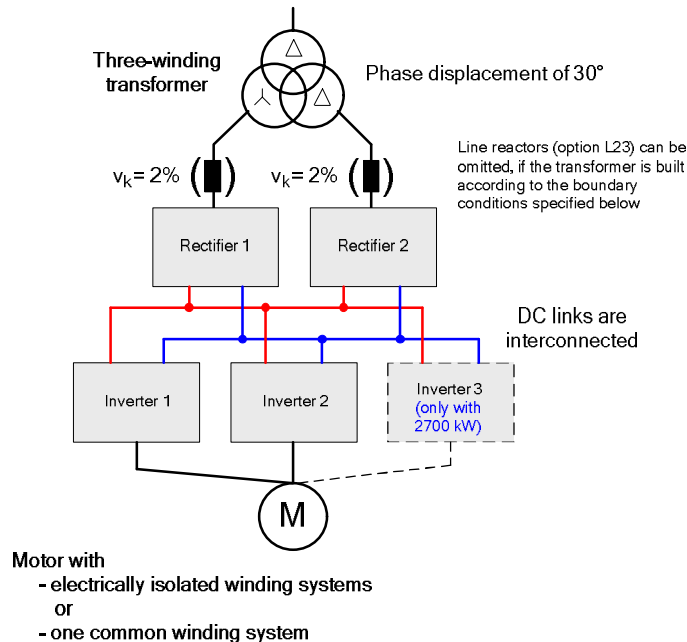 Three-winding
transformer
Δ
Δ
Phase displacement of 30°
vk= 2% ( )
vk= 2% ( )
Line reactors (option L23) can be
omitted, if the transformer is built
according to the boundary
conditions specified below
Rectifier 1
Rectifier 2
DC links are
interconnected
Inverter 1
Inverter 2
Inverter 3
(only with
2700 kW)
M
Motor with
- electrically isolated winding systems
or
- one common winding system